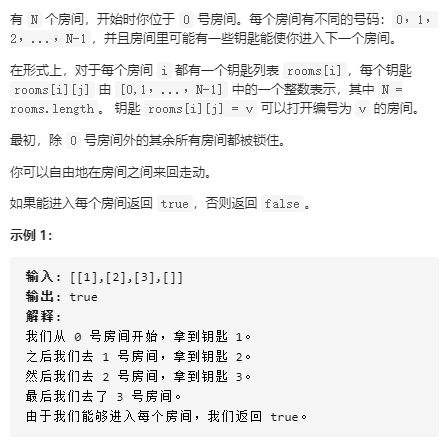 有 N 个房间，开始时你位于 0 号房间。每个房间有不同的号码：0，1，
2，...，N-1，并且房间里可能有一些钥匙能使你进入下一个房间。
在形式上，对于每个房间 i 都有一个钥匙列表 rooms[i]，每个钥匙
rooms[i][j] 由 [0,1，...，N-1] 中的一个整数表示，其中 N =
rooms.length。 钥匙 rooms[i][j] = v 可以打开编号为 v 的房间。
最初，除 0 号房间外的其余所有房间都被锁住。
你可以自由地在房间之间来回走动。
如果能进入每个房间返回 true，否则返回 false。
示例 1：
输入: [[1],[2],[3],[]]
输出: true
解释:
我们从 0 号房间开始，拿到钥匙 1。
之后我们去 1 号房间，拿到钥匙 2。
然后我们去 2 号房间，拿到钥匙 3。
最后我们去了 3 号房间。
由于我们能够进入每个房间，我们返回 true。